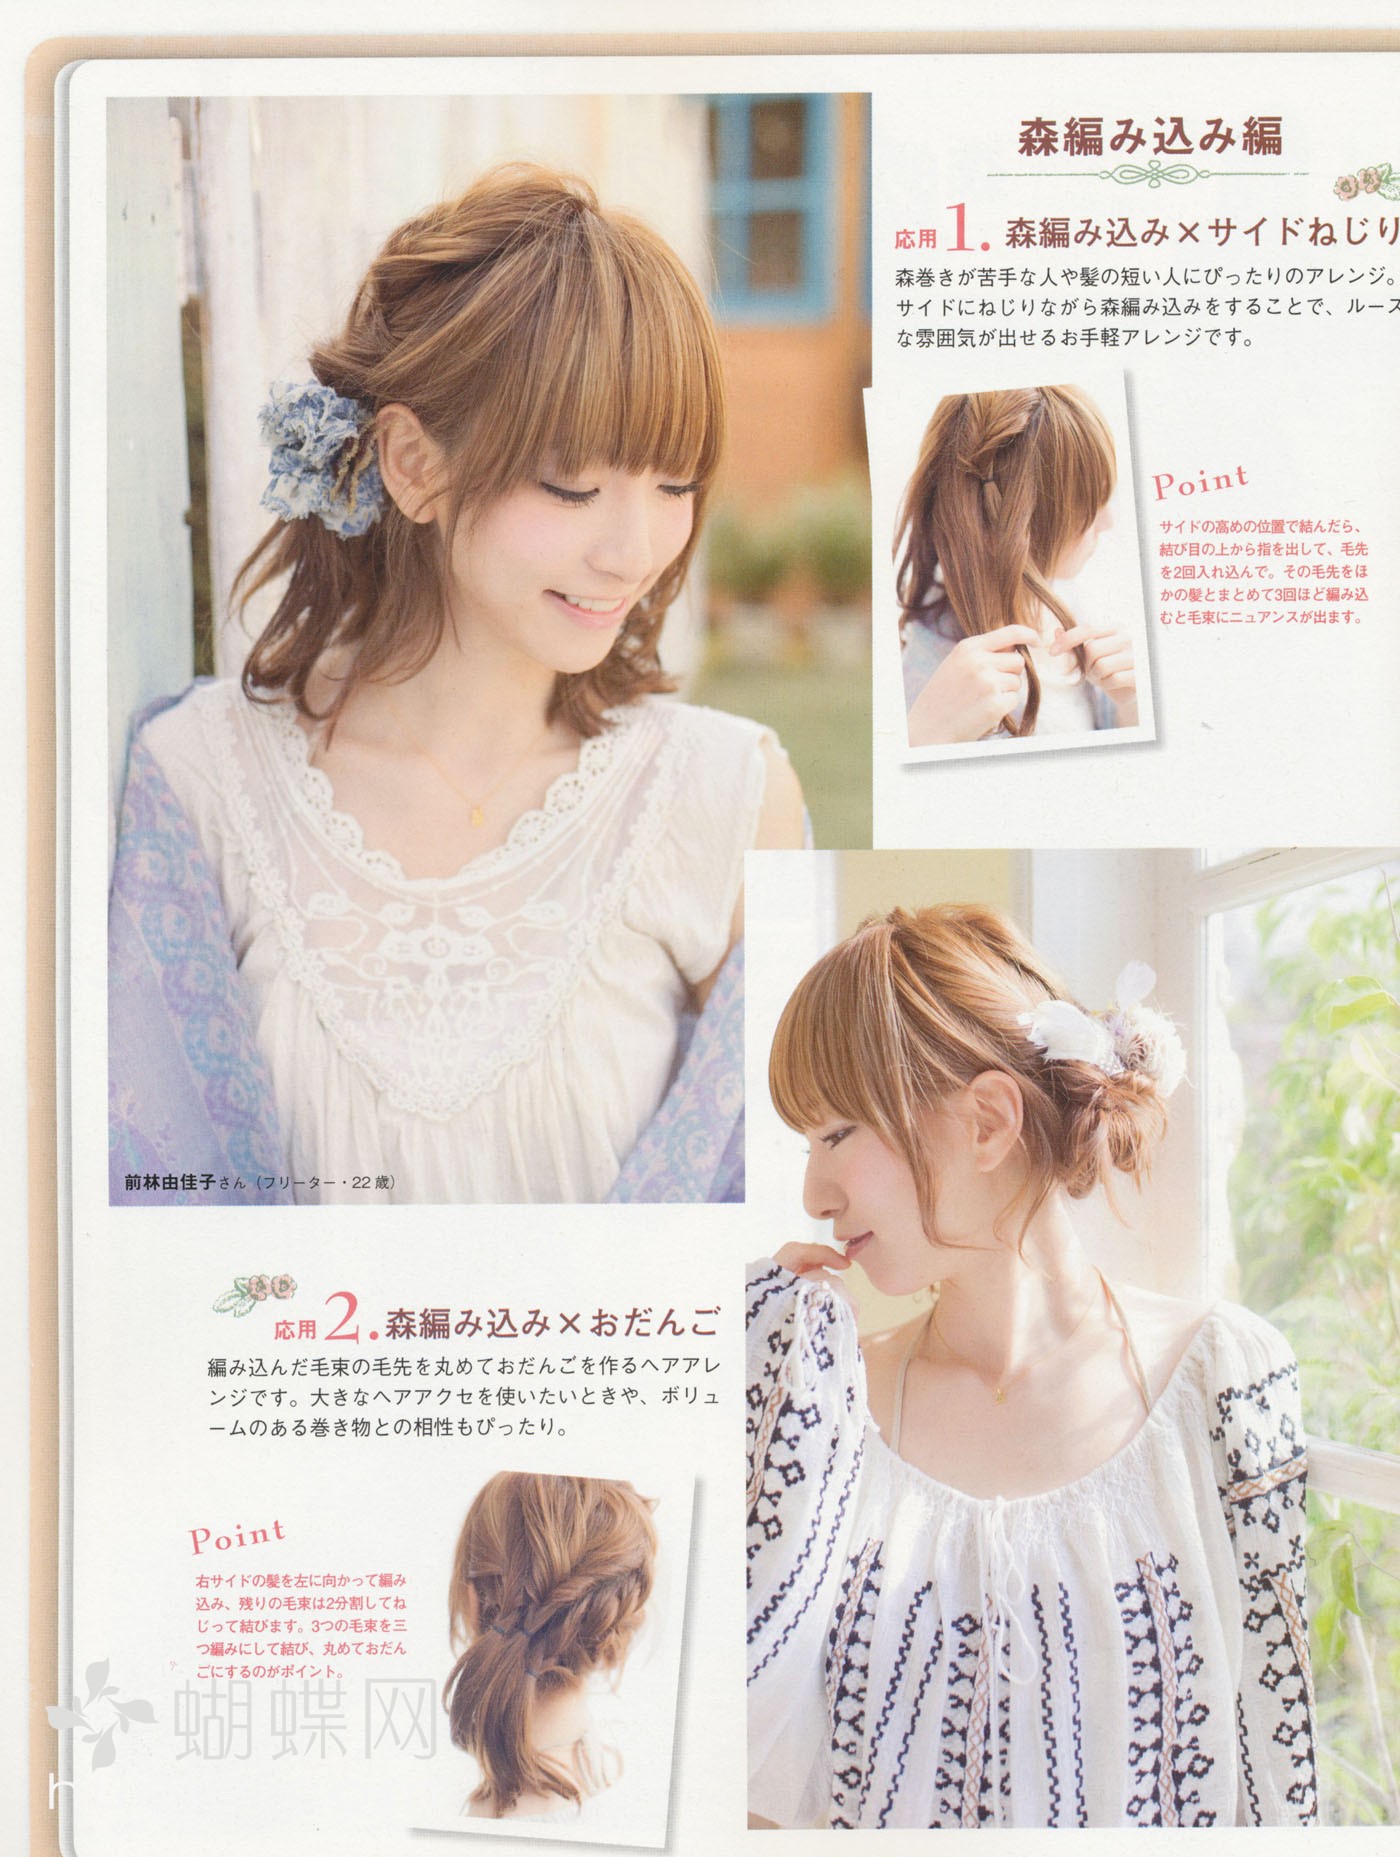 森編み込み編
応用1. 森編み込み×サイドねじり
森巻きが苦手な人や髪の短い人にぴったりのアレンジ。
サイドにねじりながら森編み込みをすることで、ルーズ
な雰囲気が出せるお手軽アレンジです。
Point
サイドの高めの位置で結んだら、
結び目の上から指を出して、毛先
を2回入れ込んで。その毛先をほ
かの髪とまとめて3回ほど編み込
むと毛束にニュアンスが出ます。
前林由佳子さん（フリーター・22歳）
応用2. 森編み込み×おだんご
編み込んだ毛束の毛先を丸めておだんごを作るヘアアレ
ンジです。大きなヘアアクセを使いたいときや、ボリュ
ームのある巻き物との相性もぴったり。
Point
右サイドの髪を左に向かって編み
込み、残りの毛束は2分割してね
じって結びます。3つの毛束を三
つ編みにして結び、丸めておだん
ごにするのがポイント。
蝴蝶网